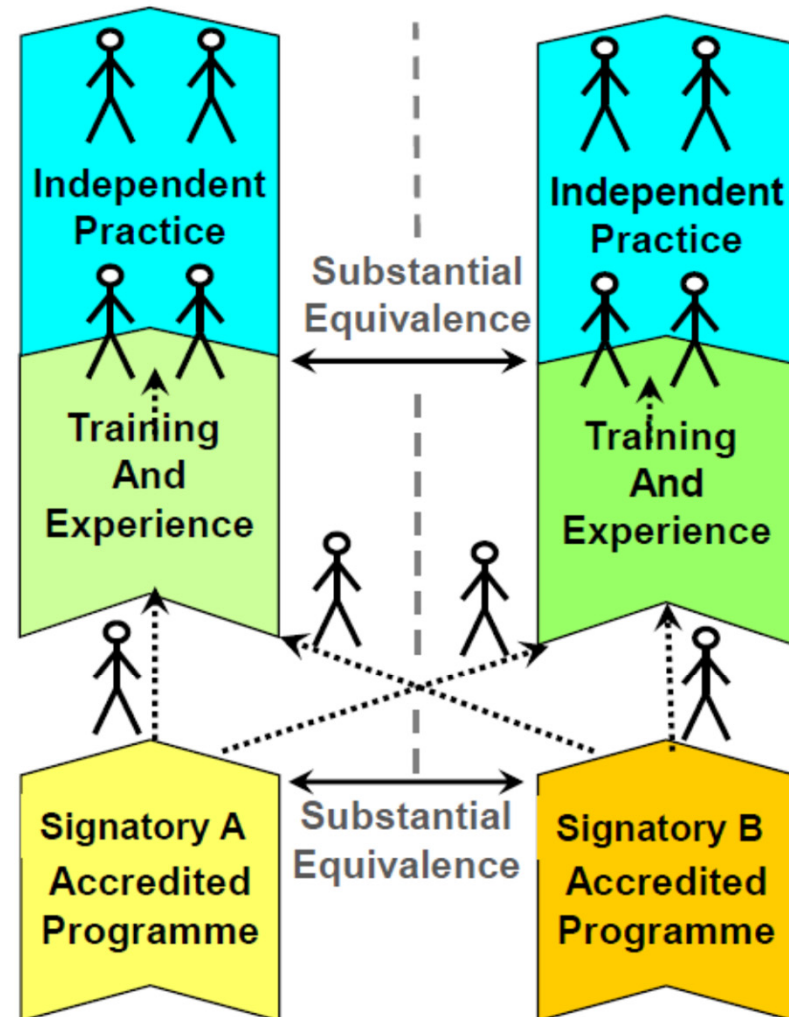 Independent
Practice
Independent
Practice
Substantial
Equivalence
Training
And
Experience
Training
And
Experience
Signatory A
Accredited
Programme
Substantial
Equivalence
Signatory B
Accredited
Programme